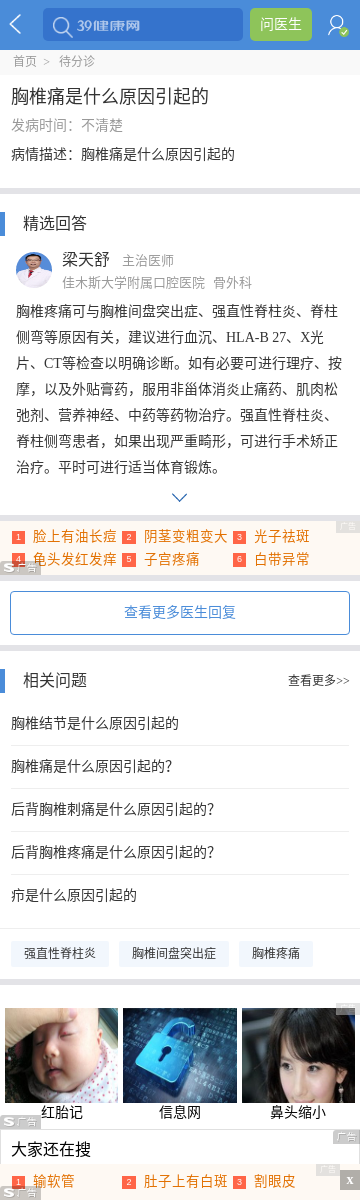 39健康网
问医生
首页 > 待分诊
胸椎痛是什么原因引起的
发病时间：不清楚
病情描述：胸椎痛是什么原因引起的
精选回答
梁天舒 主治医师
佳木斯大学附属口腔医院 骨外科
胸椎疼痛可与胸椎间盘突出症、强直性脊柱炎、脊柱
侧弯等原因有关，建议进行血沉、HLA-B 27、X光
片、CT等检查以明确诊断。如有必要可进行理疗、按
摩，以及外贴膏药，服用非甾体消炎止痛药、肌肉松
弛剂、营养神经、中药等药物治疗。强直性脊柱炎、
脊柱侧弯患者，如果出现严重畸形，可进行手术矫正
治疗。平时可进行适当体育锻炼。
广告
1 脸上有油长痘 2 阴茎变粗变大 3 光子祛斑
4 龟头发红发痒 5 子宫疼痛 6 白带异常
广告
查看更多医生回复
相关问题 查看更多>>
胸椎结节是什么原因引起的
胸椎痛是什么原因引起的?
后背胸椎刺痛是什么原因引起的?
后背胸椎疼痛是什么原因引起的?
疖是什么原因引起的
强直性脊柱炎 胸椎间盘突出症 胸椎疼痛
广告
红胎记 信息网 鼻头缩小
广告
大家还在搜 广告
广告
1 输软管 2 肚子上有白斑 3 割眼皮 x
广告